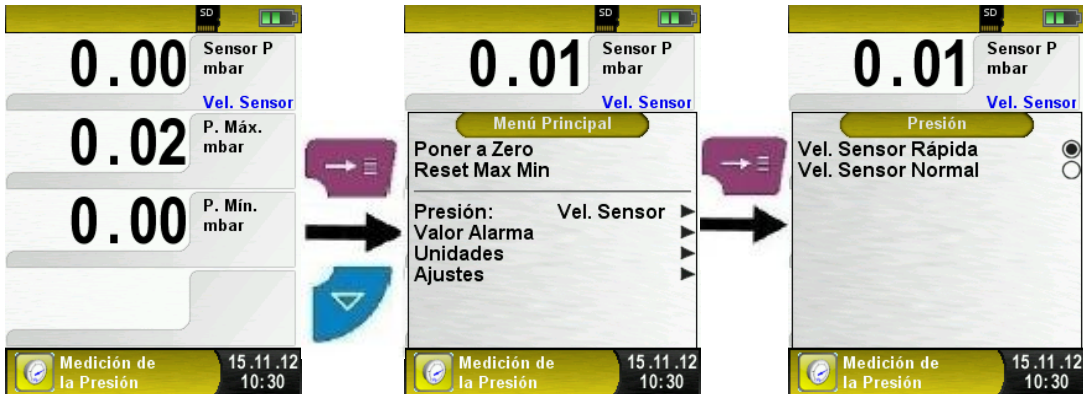 SD
0.00
Sensor P
mbar
Vel. Sensor
0.02
P. Máx.
mbar
0.00
P. Mín.
mbar
Medición de
la Presión
15.11.12
10:30
SD
0.01
Sensor P
mbar
Vel. Sensor
Menú Principal
Poner a Zero
Reset Max Min
Presión: Vel. Sensor
Valor Alarma
Unidades
Ajustes
Medición de
la Presión
15.11.12
10:30
SD
0.01
Sensor P
mbar
Vel. Sensor
Presión
Vel. Sensor Rápida
Vel. Sensor Normal
Medición de
la Presión
15.11.12
10:30